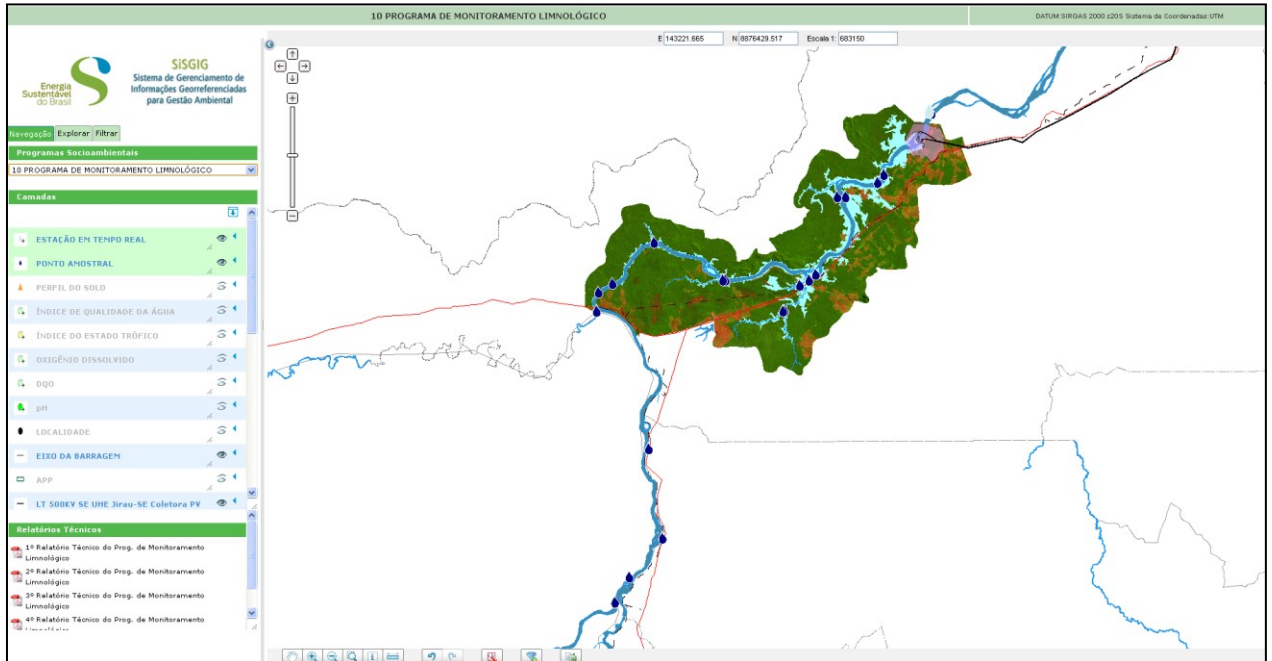 10 PROGRAMA DE MONITORAMENTO LIMNOLÓGICO
DATUM:SIRGAS 2000 z20S Sistema de Coordenadas:UTM
E 143221.665 N 8876429.517 Escala 1: 683150
Energia
Sustentável
do Brasil
SiSGIG
Sistema de Gerenciamento de
Informações Georreferenciadas
para Gestão Ambiental
Navegação Explorar Filtrar
Programas Socioambientais
10 PROGRAMA DE MONITORAMENTO LIMNOLÓGICO
Camadas
ESTAÇÃO EM TEMPO REAL
PONTO AMOSTRAL
PERFIL DO SOLO
ÍNDICE DE QUALIDADE DA ÁGUA
ÍNDICE DO ESTADO TRÓFICO
OXIGÊNIO DISSOLVIDO
DQO
pH
LOCALIDADE
EIXO DA BARRAGEM
APP
LT 500KV SE UHE Jirau-SE Coletora PV
Relatórios Técnicos
1º Relatório Técnico do Prog. de Monitoramento
Limnológico
2º Relatório Técnico do Prog. de Monitoramento
Limnológico
3º Relatório Técnico do Prog. de Monitoramento
Limnológico
4º Relatório Técnico do Prog. de Monitoramento
Limnológico